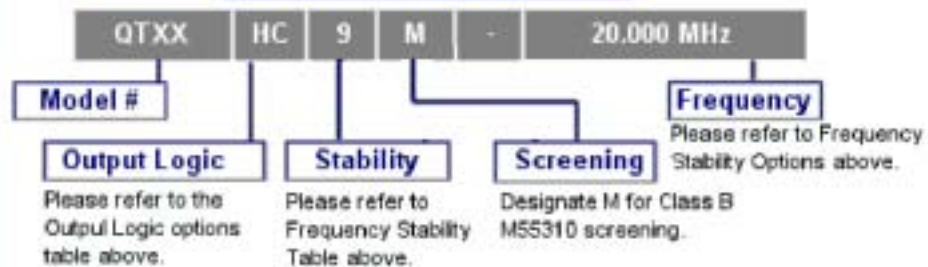 QTXX HC 9 M - 20.000 MHz
Model #
Frequency
Please refer to Frequency
Stability Options above.
Output Logic
Please refer to the
Output Logic options
table above.
Stability
Please refer to
Frequency Stability
Table above.
Screening
Designate M for Class B
M55310 screening.